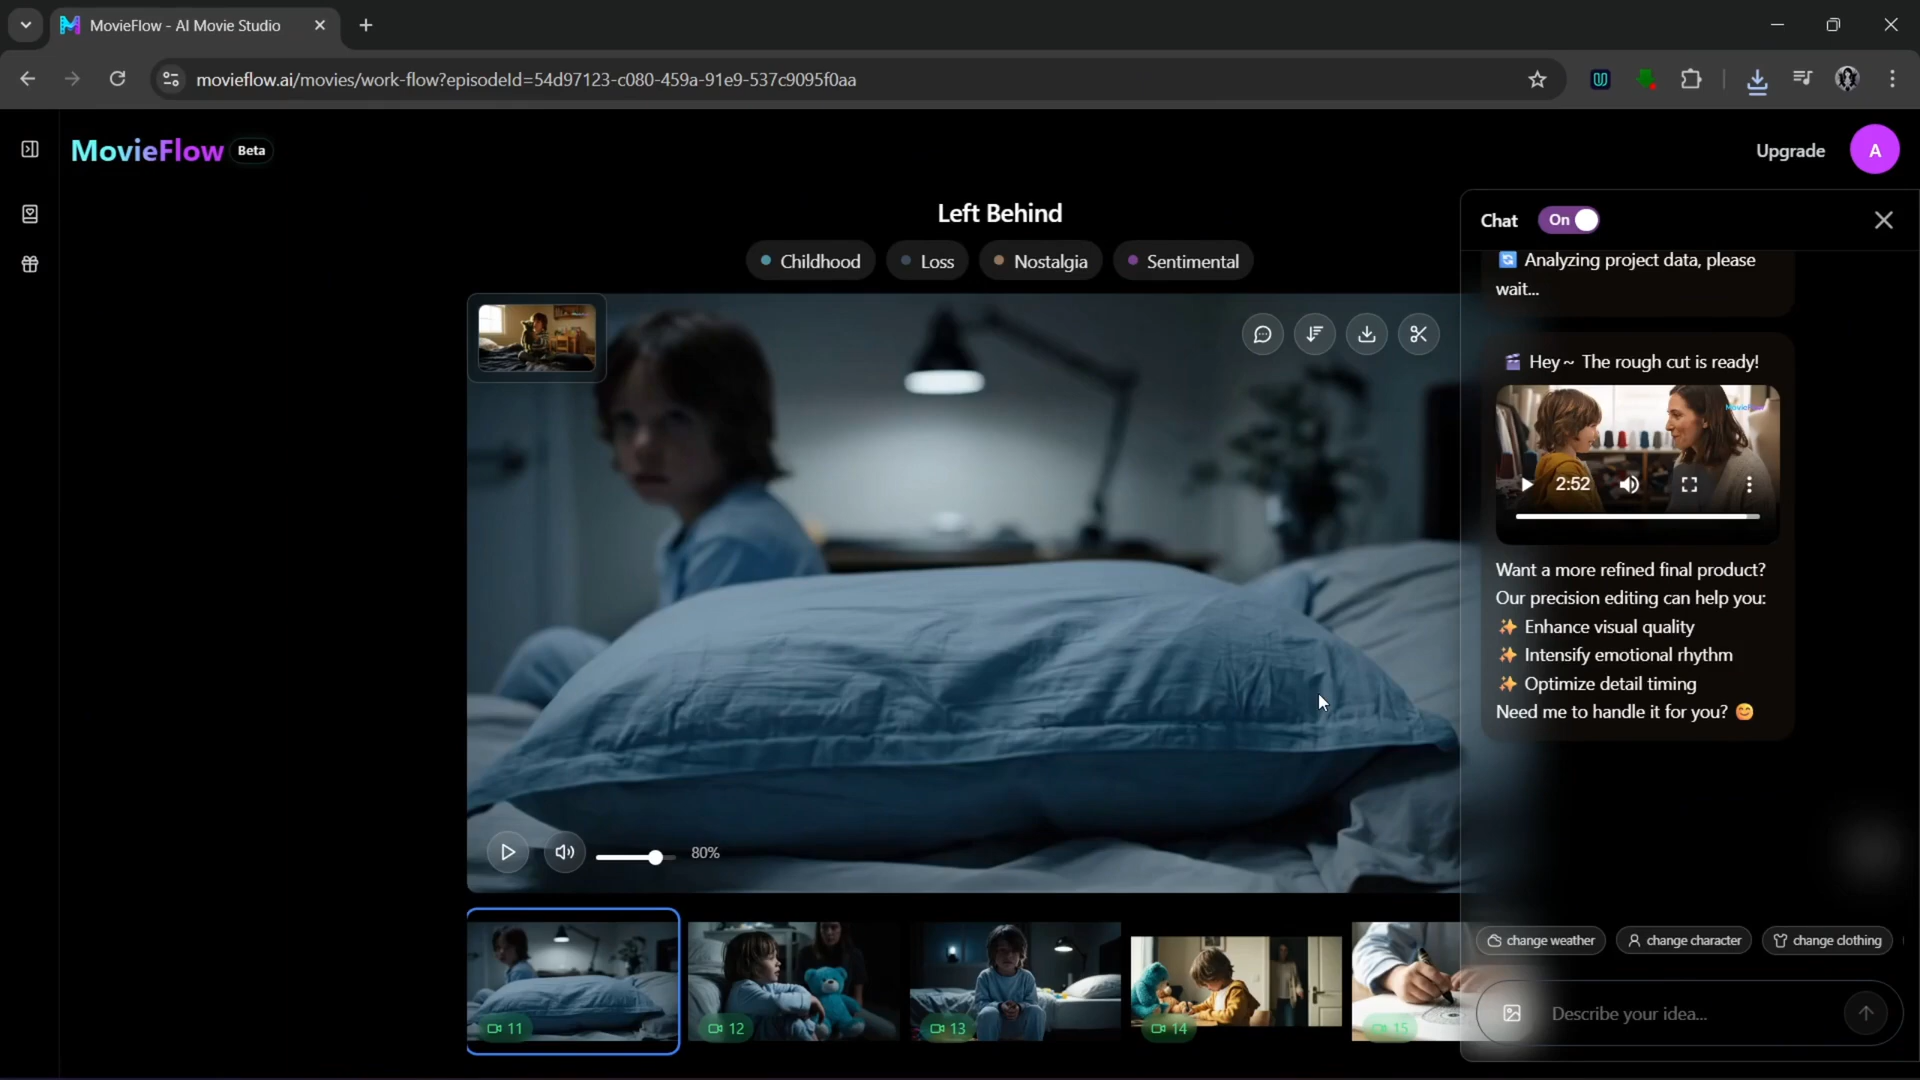 MovieFlow - AI Movie Studio
movieflow.ai/movies/work-flow?episodeId=54d97123-c080-459a-91e9-537c9095f0aa
MovieFlow Beta
Upgrade
A
Left Behind
Childhood
Loss
Nostalgia
Sentimental
80%
11
12
13
14
15
Chat
On
Analyzing project data, please
wait...
Hey~ The rough cut is ready!
MovieFlow
2:52
Want a more refined final product?
Our precision editing can help you:
Enhance visual quality
Intensify emotional rhythm
Optimize detail timing
Need me to handle it for you?
change weather
change character
change clothing
Describe your idea...